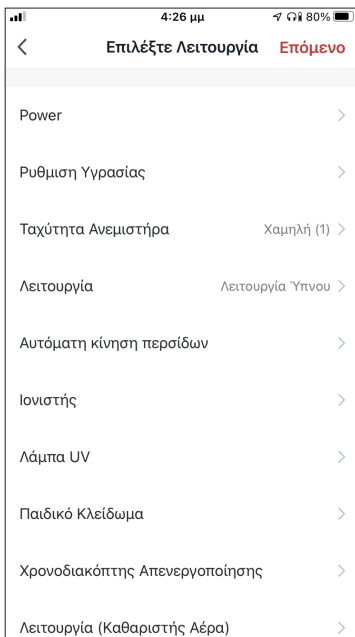 4:26 μμ 80%
Επιλέξτε Λειτουργία Επόμενο
Power
Ρυθμιση Υγρασίας
Ταχύτητα Ανεμιστήρα Χαμηλή (1)
Λειτουργία Λειτουργία Ύπνου
Αυτόματη κίνηση περσίδων
Ιονιστής
Λάμπα UV
Παιδικό Κλείδωμα
Χρονοδιακόπτης Απενεργοποίησης
Λειτουργία (Καθαριστής Αέρα)